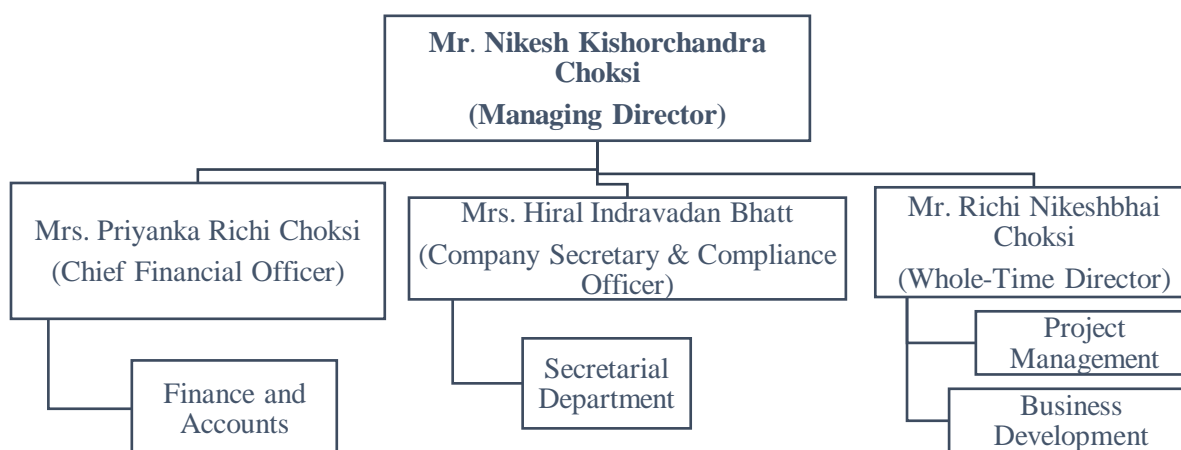 Mr. Nikesh Kishorchandra
Choksi
(Managing Director)
Mrs. Priyanka Richi Choksi
(Chief Financial Officer)
Mrs. Hiral Indravadan Bhatt
(Company Secretary & Compliance
Officer)
Mr. Richi Nikeshbhai
Choksi
(Whole-Time Director)
Finance and
Accounts
Secretarial
Department
Project
Management
Business
Development